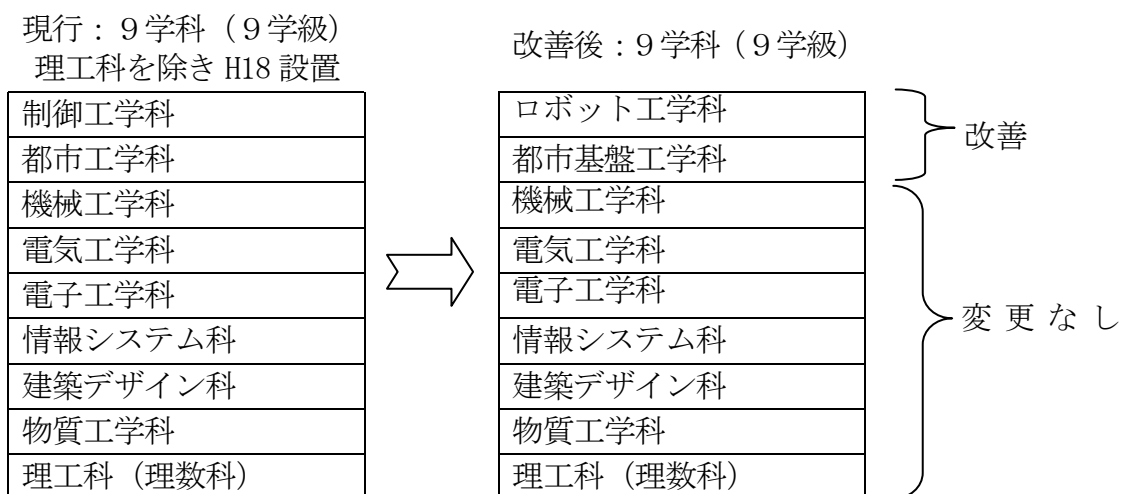 現行：９学科（９学級）
理工科を除き H18 設置
制御工学科
都市工学科
機械工学科
電気工学科
電子工学科
情報システム科
建築デザイン科
物質工学科
理工科（理数科）
改善後：９学科（９学級）
ロボット工学科
都市基盤工学科
機械工学科
電気工学科
電子工学科
情報システム科
建築デザイン科
物質工学科
理工科（理数科）
改善
変更なし